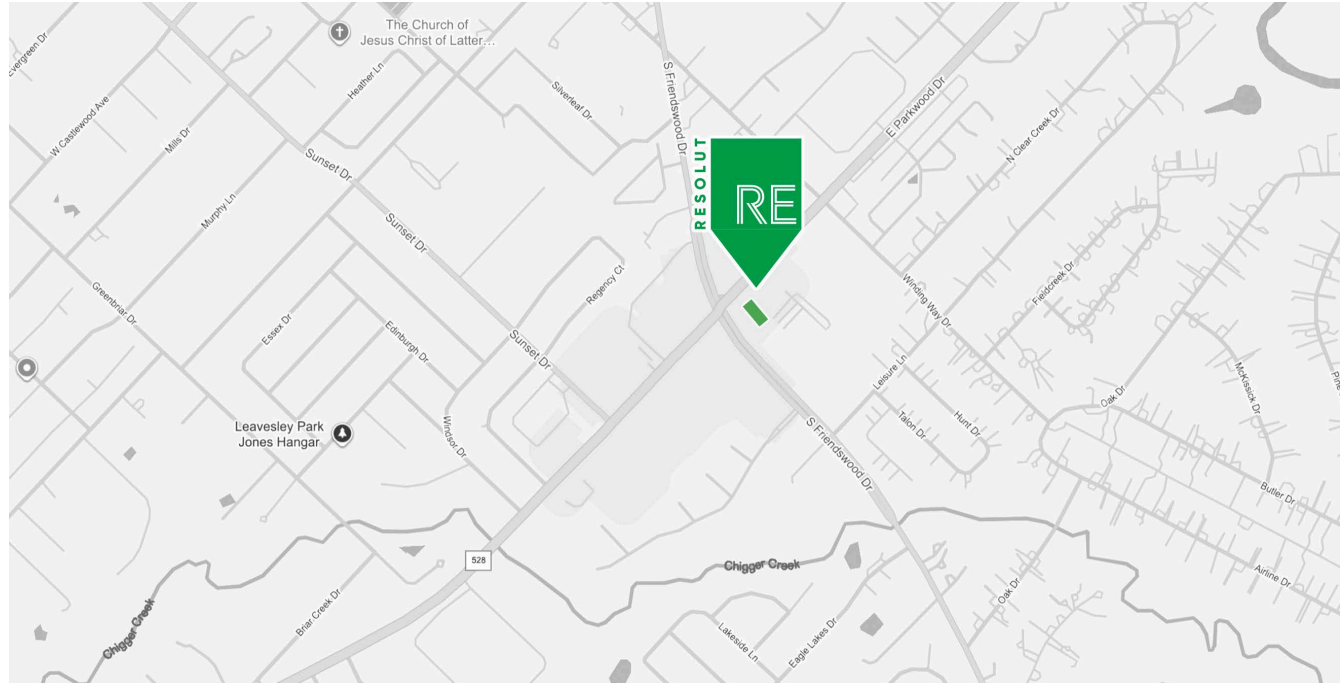 The Church of
Jesus Christ of Latter...
Evergreen Dr
W Castlewood Ave
Heather Ln
Mills Dr
Silverleaf Dr
S Friendswood Dr
E Parkwood Dr
N Clear Creek Dr
Sunset Dr
RESOLUT
RE
Murphy Ln
Sunset Dr
Regency Ct
Winding Way Dr
Fieldcreek Dr
Greenbriar Dr
Essex Dr
Edinburgh Dr
Sunset Dr
Leisure Ln
McKissick Dr
Oak Dr
Leavesley Park
Jones Hangar
Windsor Dr
Talon Dr
Hunt Dr
S Friendswood Dr
Butler Dr
528
Chigger Creek
Airline Dr
Oak Dr
Briar Creek Dr
Chigger Creek
Lakeside Ln
Eagle Lakes Dr